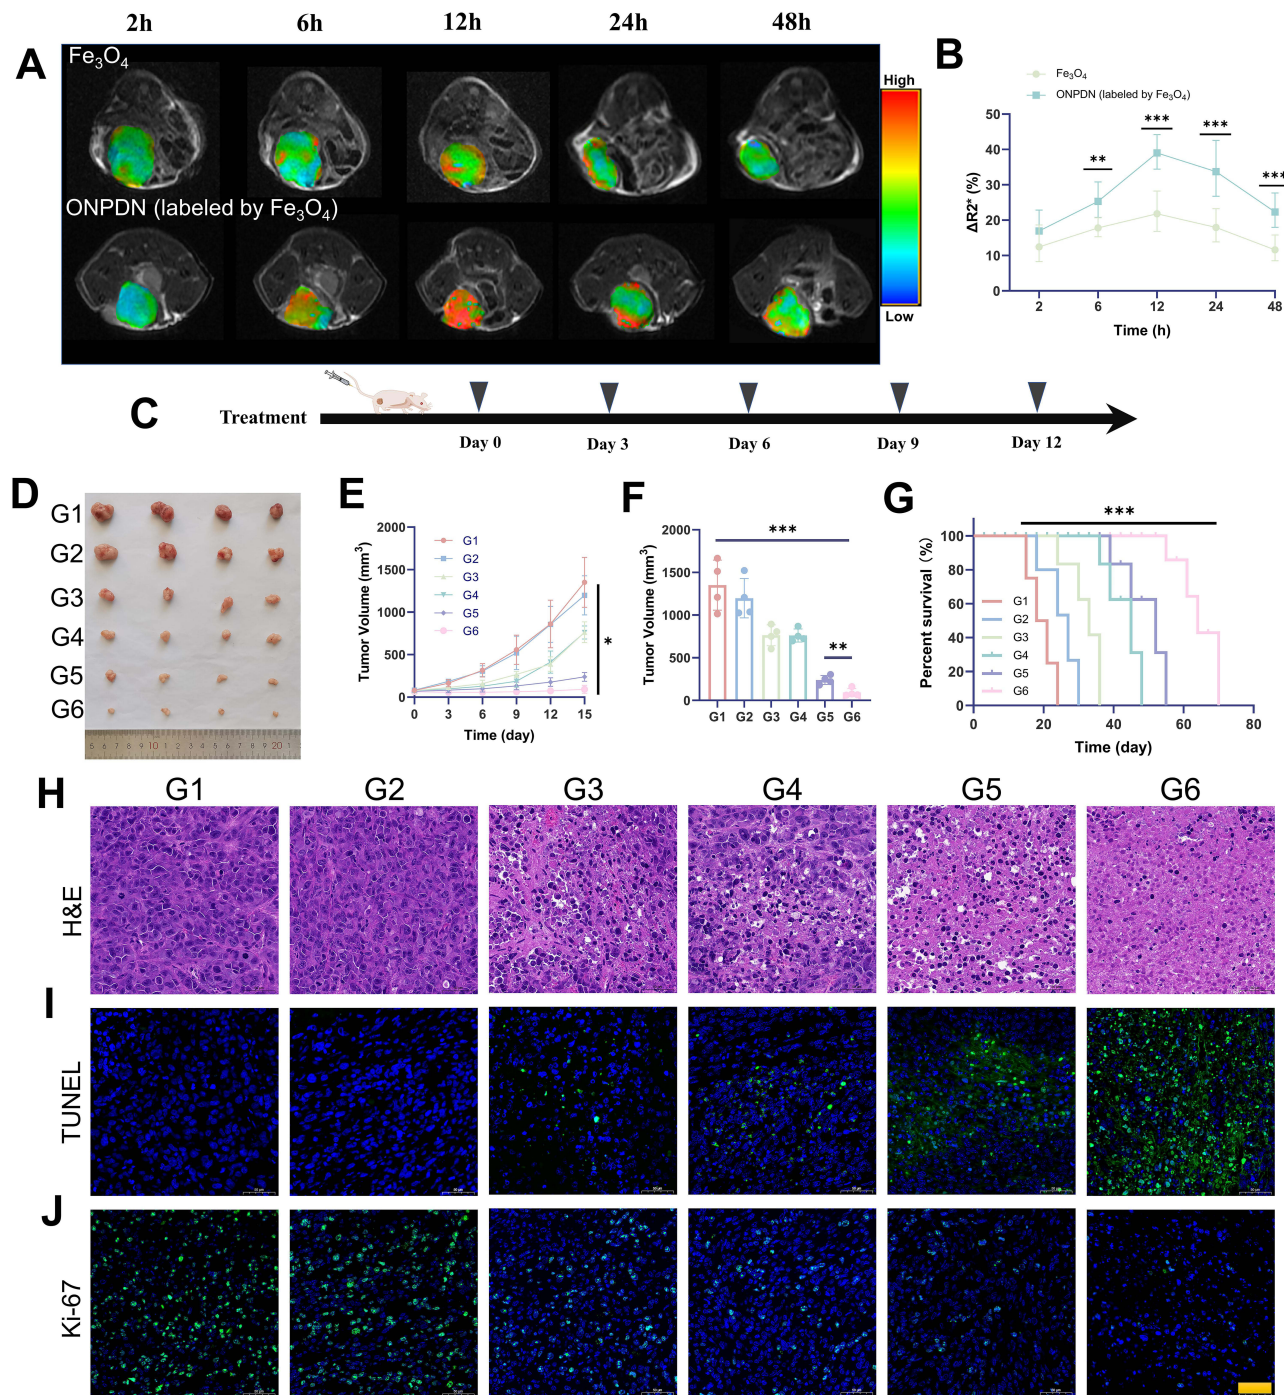 2h 6h 12h 24h 48h
A
Fe₃O₄
ONPDN (labeled by Fe₃O₄)
High
Low
B
Fe₃O₄
ONPDN (labeled by Fe₃O₄)
ΔR2* (%)
50
40
30
20
10
0
** *** *** ***
2 6 12 24 48
Time (h)
C
Treatment
Day 0 Day 3 Day 6 Day 9 Day 12
D
G1
G2
G3
G4
G5
G6
E
Tumor Volume (mm³)
2000
1500
1000
500
0
G1
G2
G3
G4
G5
G6
*
0 3 6 9 12 15
Time (day)
F
Tumor Volume (mm³)
2000
1500
1000
500
0
***
**
G1 G2 G3 G4 G5 G6
G
***
Percent survival (%)
100
80
60
40
20
0
G1
G2
G3
G4
G5
G6
0 20 40 60 80
Time (day)
H
G1 G2 G3 G4 G5 G6
H&E
I
TUNEL
J
Ki-67